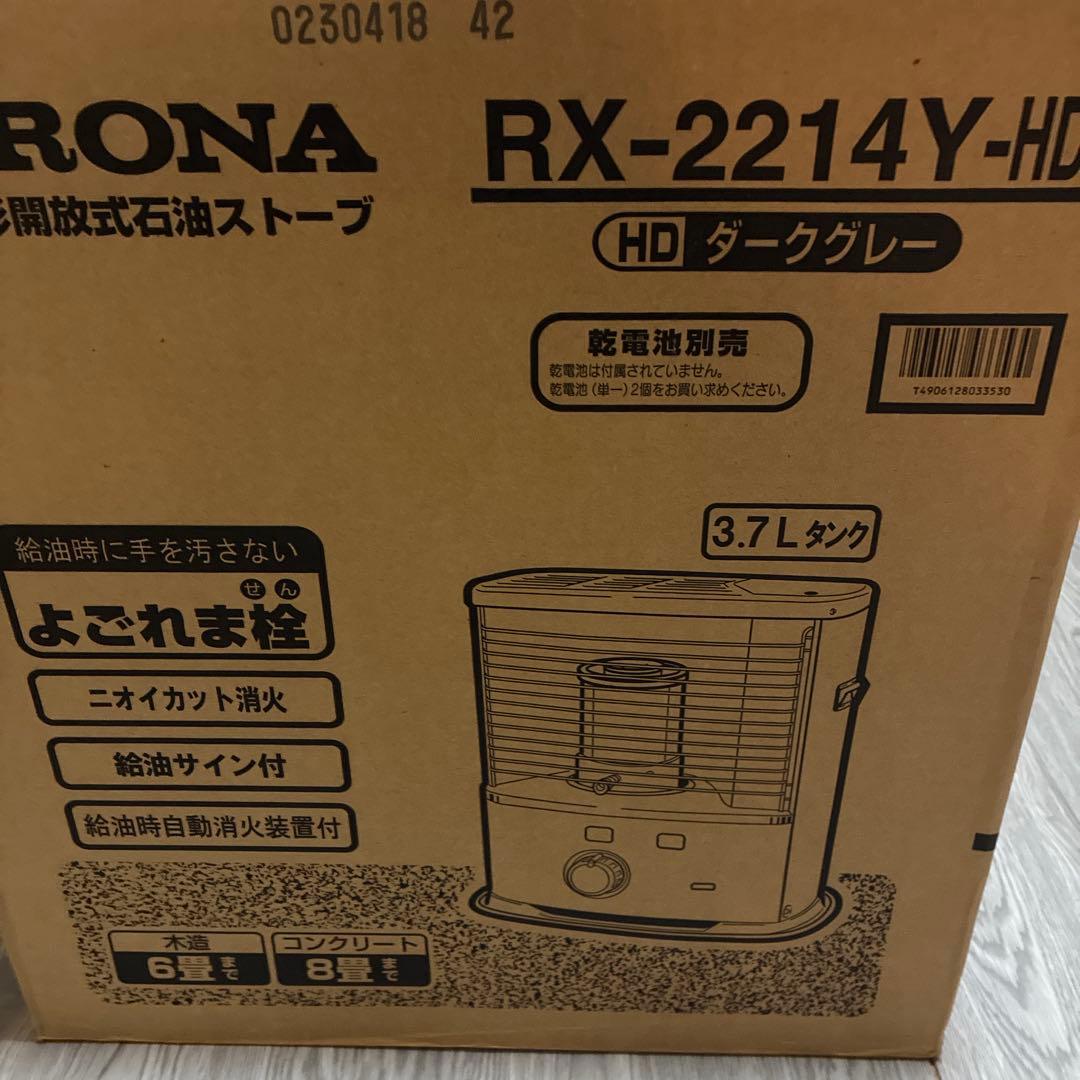 0230418 42
RONA
開放式石油ストーブ
RX-2214Y-HD
HD ダークグレー
乾電池別売
乾電池は付属されていません。
乾電池(単一)2個をお買い求めください。
T4906128033530
3.7Lタンク
給油時に手を汚さない
せん
よごれま栓
ニオイカット消火
給油サイン付
給油時自動消火装置付
木造
6畳まで
コンクリート
8畳まで